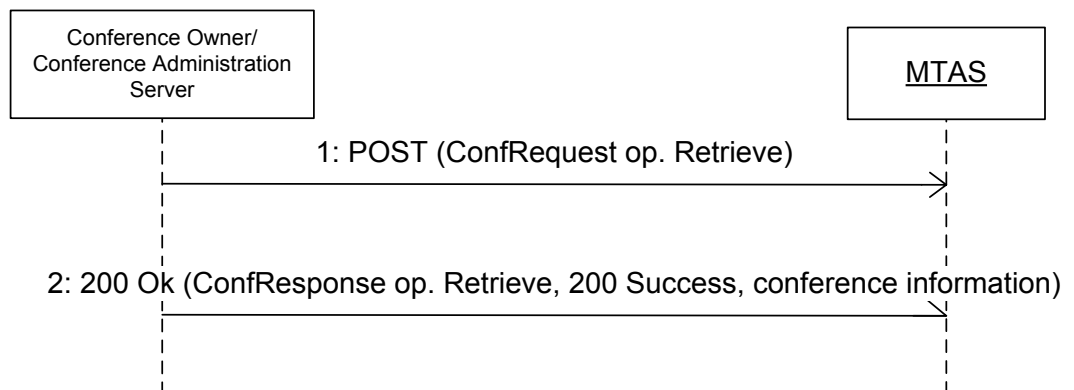 Conference Owner/
Conference Administration
Server
MTAS
1: POST (ConfRequest op. Retrieve)
2: 200 Ok (ConfResponse op. Retrieve, 200 Success, conference information)